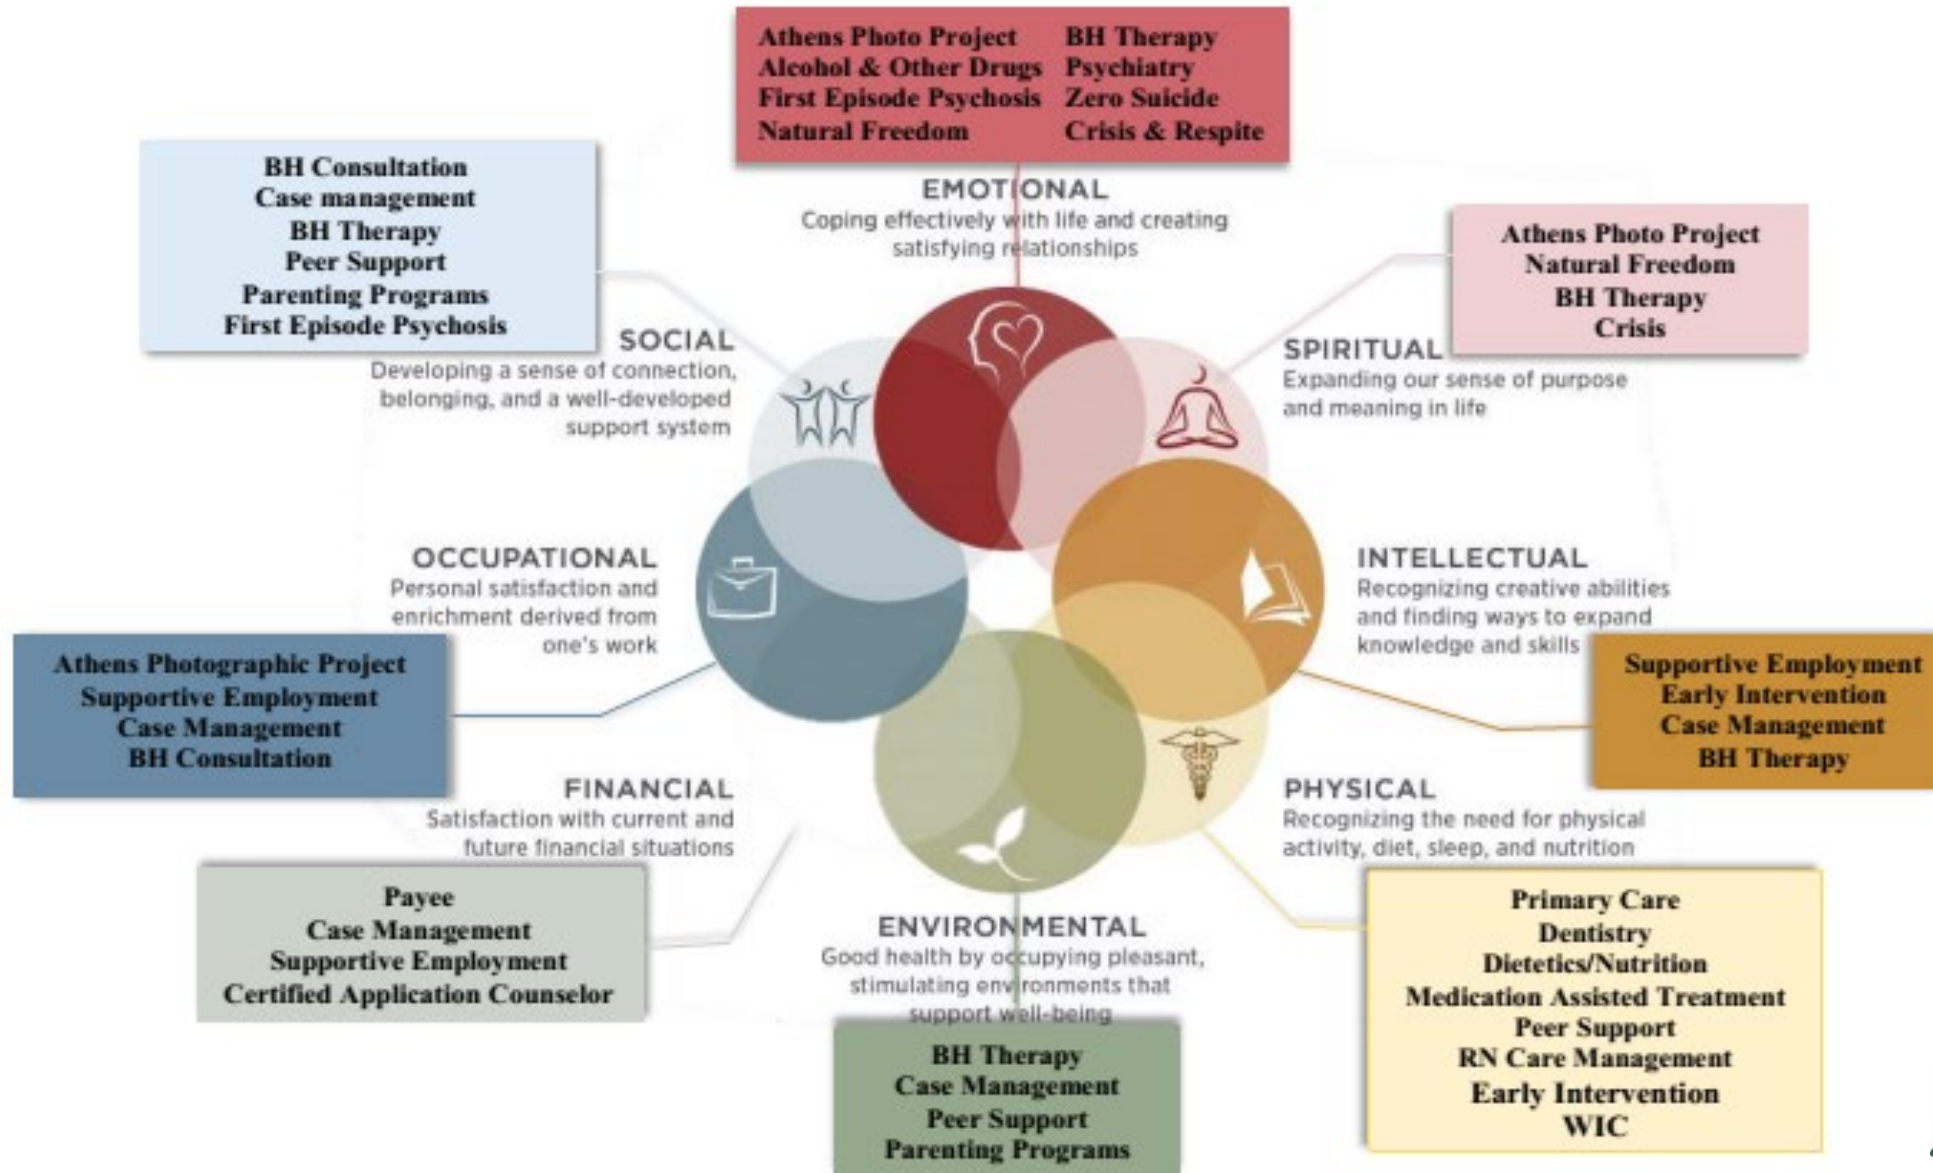 Athens Photo Project BH Therapy
Alcohol & Other Drugs Psychiatry
First Episode Psychosis Zero Suicide
Natural Freedom Crisis & Respite
EMOTIONAL
Coping effectively with life and creating
satisfying relationships
BH Consultation
Case management
BH Therapy
Peer Support
Parenting Programs
First Episode Psychosis
SOCIAL
Developing a sense of connection,
belonging, and a well-developed
support system
Athens Photo Project
Natural Freedom
BH Therapy
Crisis
SPIRITUAL
Expanding our sense of purpose
and meaning in life
OCCUPATIONAL
Personal satisfaction and
enrichment derived from
one's work
Athens Photographic Project
Supportive Employment
Case Management
BH Consultation
INTELLECTUAL
Recognizing creative abilities
and finding ways to expand
knowledge and skills
Supportive Employment
Early Intervention
Case Management
BH Therapy
FINANCIAL
Satisfaction with current and
future financial situations
Payee
Case Management
Supportive Employment
Certified Application Counselor
ENVIRONMENTAL
Good health by occupying pleasant,
stimulating environments that
support well-being
BH Therapy
Case Management
Peer Support
Parenting Programs
PHYSICAL
Recognizing the need for physical
activity, diet, sleep, and nutrition
Primary Care
Dentistry
Dietetics/Nutrition
Medication Assisted Treatment
Peer Support
RN Care Management
Early Intervention
WIC